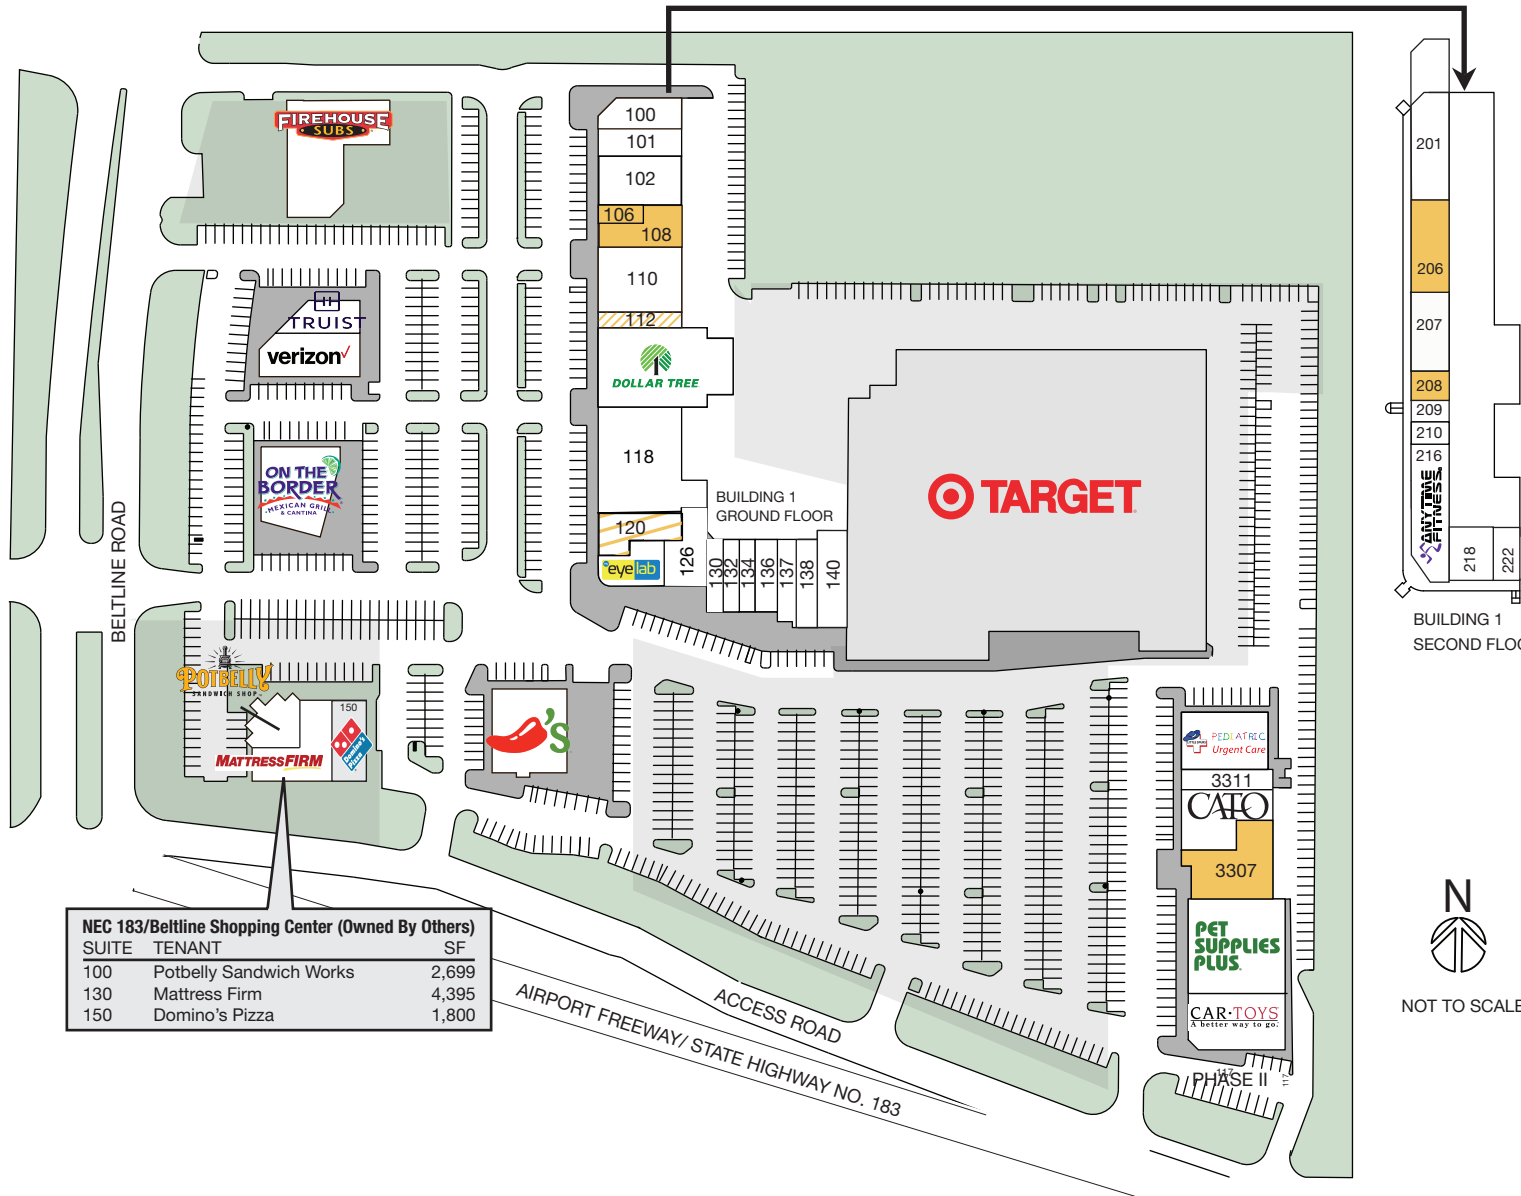 FIREHOUSE
SUBS
TRUIST
verizon
ON THE
BORDER
MEXICAN GRILL
& CANTINA
BELTLINE ROAD
POTBELLY
SANDWICH SHOP
MATTRESSFIRM
150
Domino's
Pizza
'S
100
101
102
106
108
110
112
DOLLAR TREE
118
120
eyelab
126
BUILDING 1
GROUND FLOOR
130
132
134
136
137
138
140
TARGET
201
206
207
208
209
210
216
ANYTIME
FITNESS
218
222
BUILDING 1
SECOND FLOO
PEDIATRIC
Urgent Care
3311
CATO
3307
PET
SUPPLIES
PLUS
CAR·TOYS
A better way to go.
PHASE II
117
117
N
NOT TO SCALE
NEC 183/Beltline Shopping Center (Owned By Others)
SUITE TENANT SF
100 Potbelly Sandwich Works 2,699
130 Mattress Firm 4,395
150 Domino's Pizza 1,800
ACCESS ROAD
AIRPORT FREEWAY/ STATE HIGHWAY NO. 183